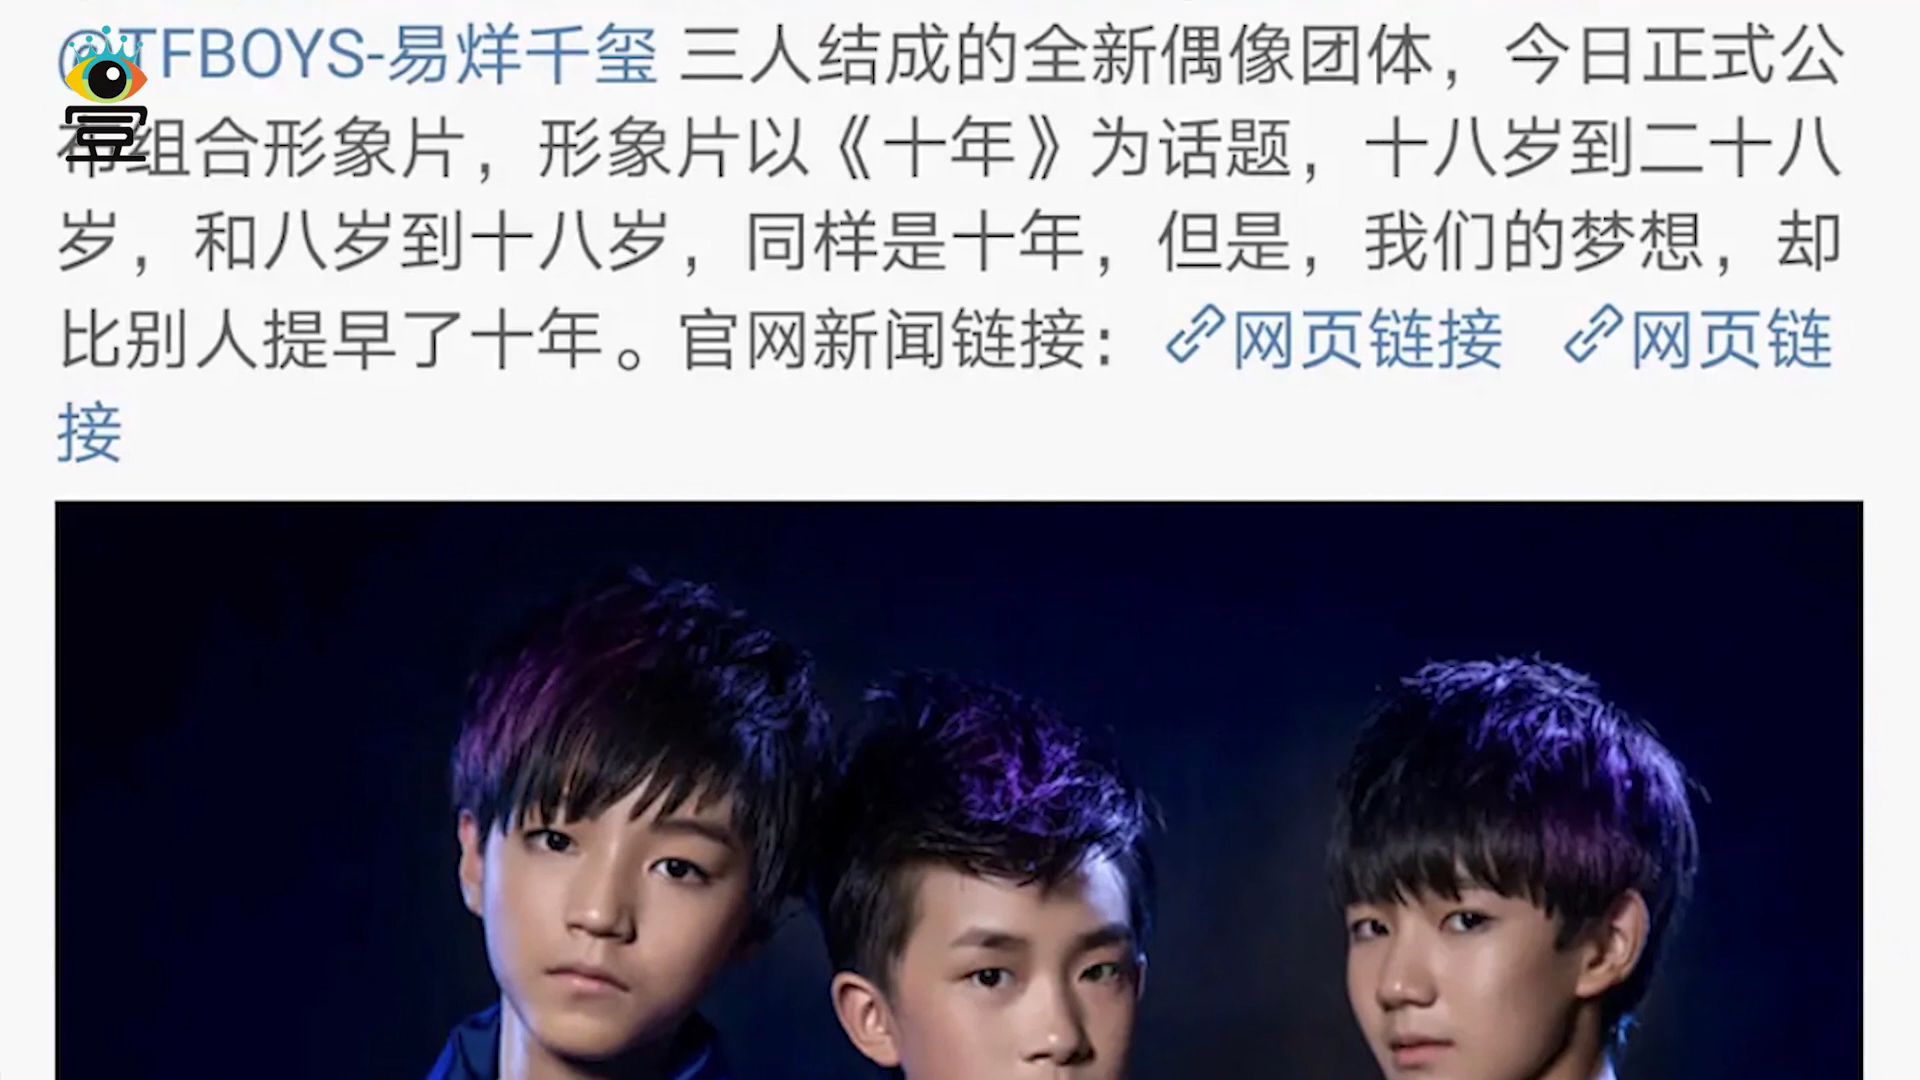 @TFBOYS-易烊千玺 三人结成的全新偶像团体，今日正式公
布组合形象片，形象片以《十年》为话题，十八岁到二十八
岁，和八岁到十八岁，同样是十年，但是，我们的梦想，却
比别人提早了十年。官网新闻链接： 网页链接 网页链
接
壹